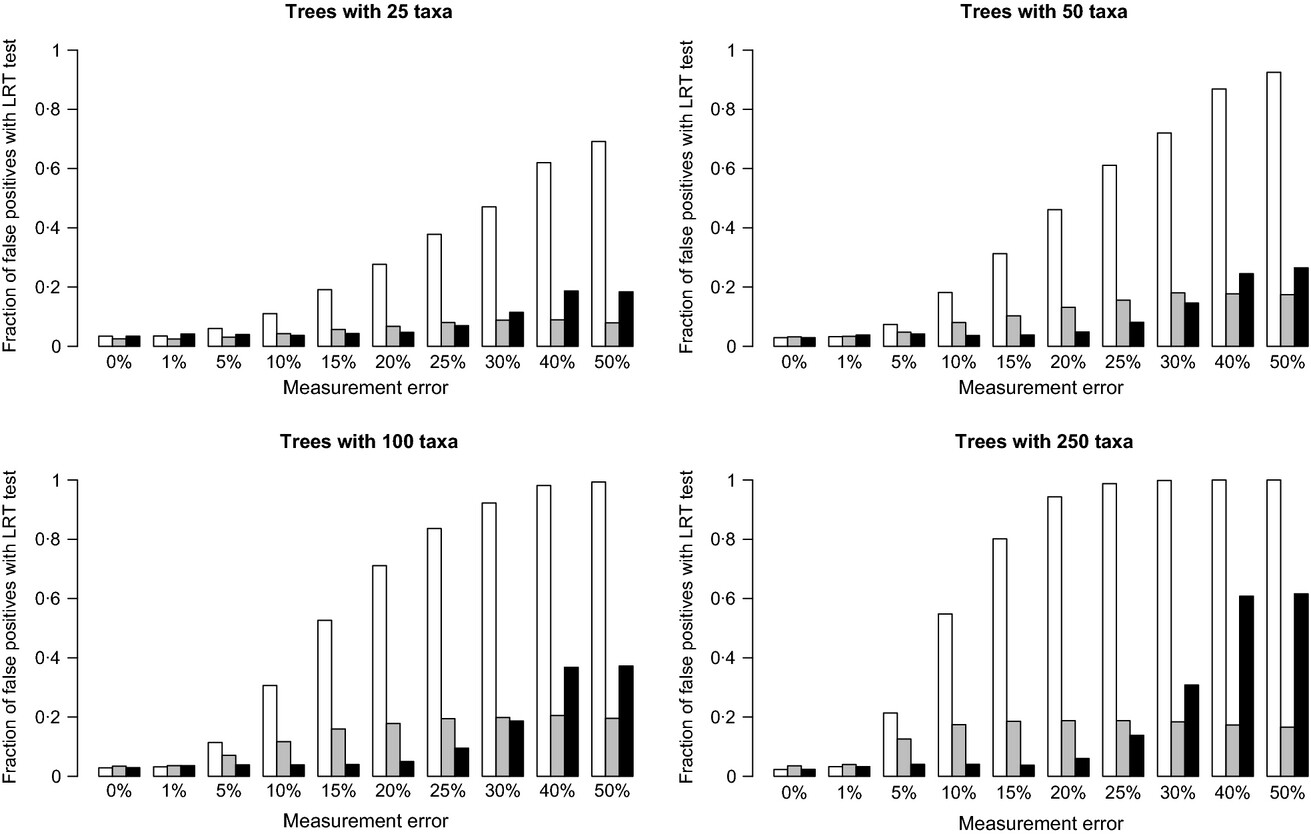 Trees with 25 taxa
Fraction of false positives with LRT test
1
0·8
0·6
0·4
0·2
0
0% 1% 5% 10% 15% 20% 25% 30% 40% 50%
Measurement error
Trees with 50 taxa
Fraction of false positives with LRT test
1
0·8
0·6
0·4
0·2
0
0% 1% 5% 10% 15% 20% 25% 30% 40% 50%
Measurement error
Trees with 100 taxa
Fraction of false positives with LRT test
1
0·8
0·6
0·4
0·2
0
0% 1% 5% 10% 15% 20% 25% 30% 40% 50%
Measurement error
Trees with 250 taxa
Fraction of false positives with LRT test
1
0·8
0·6
0·4
0·2
0
0% 1% 5% 10% 15% 20% 25% 30% 40% 50%
Measurement error